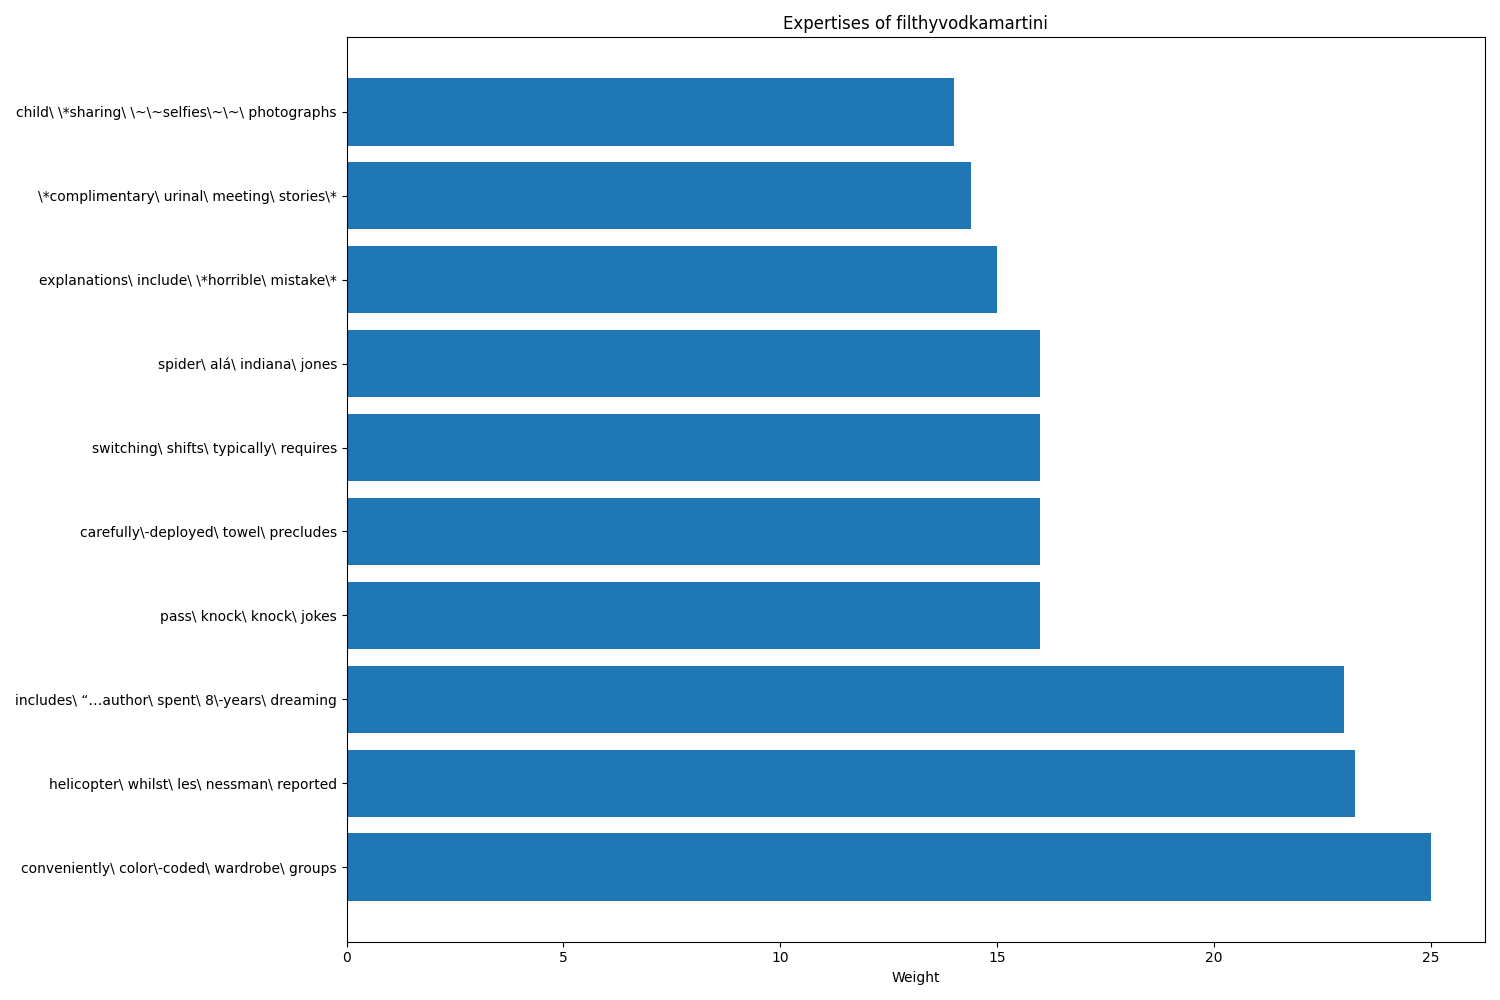 Expertises of filthyvodkamartini
child\ \*sharing\ \~\~selfies\~\~\ photographs
\*complimentary\ urinal\ meeting\ stories\*
explanations\ include\ \*horrible\ mistake\*
spider\ alá\ indiana\ jones
switching\ shifts\ typically\ requires
carefully\-deployed\ towel\ precludes
pass\ knock\ knock\ jokes
includes\ “…author\ spent\ 8\-years\ dreaming
helicopter\ whilst\ les\ nessman\ reported
conveniently\ color\-coded\ wardrobe\ groups
0 5 10 15 20 25
Weight